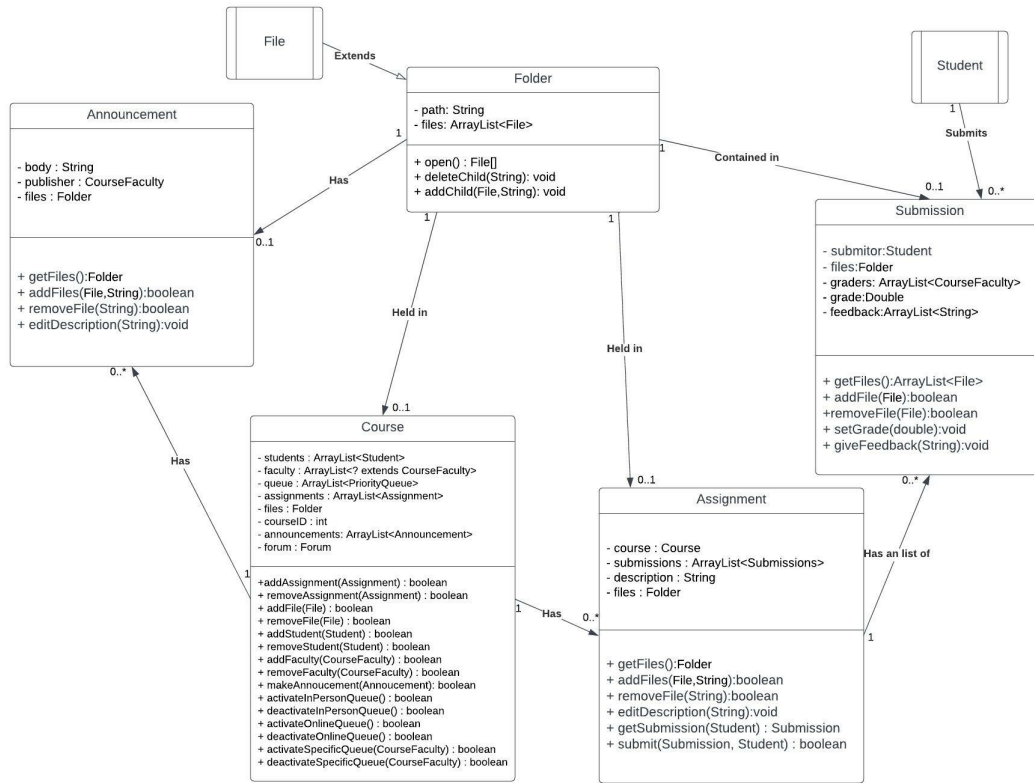 File
Extends
Student
1
Submits
0..*
Folder
- path: String
- files: ArrayList<File>
+ open() : File[]
+ deleteChild(String): void
+ addChild(File,String): void
1
Has
0..1
1
Contained in
0..1
1
Held in
0..1
1
Held in
0..1
Announcement
- body : String
- publisher : CourseFaculty
- files : Folder
+ getFiles():Folder
+ addFiles(File,String):boolean
+ removeFile(String):boolean
+ editDescription(String):void
0..*
Has
1
Submission
- submitor:Student
- files:Folder
- graders: ArrayList<CourseFaculty>
- grade:Double
- feedback:ArrayList<String>
+ getFiles():ArrayList<File>
+ addFile(File):boolean
+removeFile(File):boolean
+ setGrade(double):void
+ giveFeedback(String):void
0..*
Has an list of
1
Course
- students : ArrayList<Student>
- faculty : ArrayList<? extends CourseFaculty>
- queue : ArrayList<PriorityQueue>
- assignments : ArrayList<Assignment>
- files : Folder
- courseID : int
- announcements: ArrayList<Announcement>
- forum : Forum
+addAssignment(Assignment) : boolean
+ removeAssignment(Assignment) : boolean
+ addFile(File) : boolean
+ removeFile(File) : boolean
+ addStudent(Student) : boolean
+ removeStudent(Student) : boolean
+ addFaculty(CourseFaculty) : boolean
+ removeFaculty(CourseFaculty) : boolean
+ makeAnnoucement(Annoucement): boolean
+ activateInPersonQueue() : boolean
+ deactivateInPersonQueue() : boolean
+ activateOnlineQueue() : boolean
+ deactivateOnlineQueue() : boolean
+ activateSpecificQueue(CourseFaculty) : boolean
+ deactivateSpecificQueue(CourseFaculty) : boolean
1
Has
0..*
Assignment
- course : Course
- submissions : ArrayList<Submissions>
- description : String
- files : Folder
+ getFiles():Folder
+ addFiles(File,String):boolean
+ removeFile(String):boolean
+ editDescription(String):void
+ getSubmission(Student) : Submission
+ submit(Submission, Student) : boolean